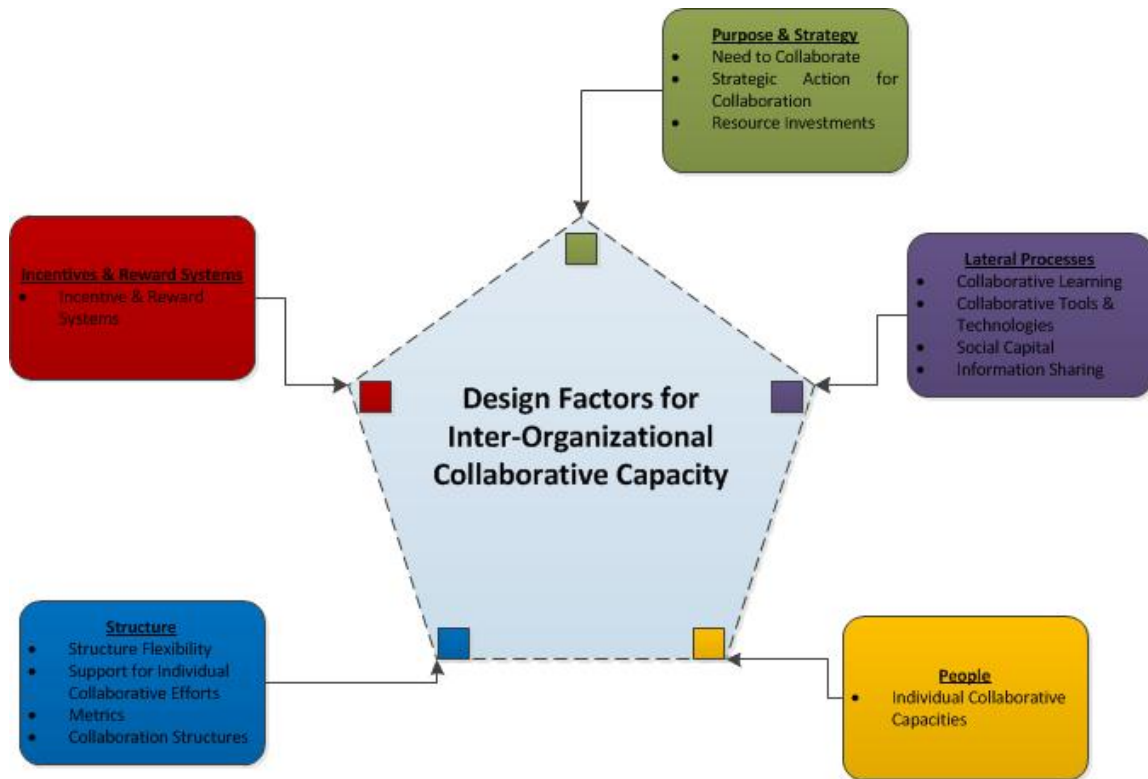 Purpose & Strategy
• Need to Collaborate
• Strategic Action for
Collaboration
• Resource Investments
Incentives & Reward Systems
• Incentive & Reward
Systems
Lateral Processes
• Collaborative Learning
• Collaborative Tools &
Technologies
• Social Capital
• Information Sharing
Design Factors for
Inter-Organizational
Collaborative Capacity
Structure
• Structure Flexibility
• Support for Individual
Collaborative Efforts
• Metrics
• Collaboration Structures
People
• Individual Collaborative
Capacities